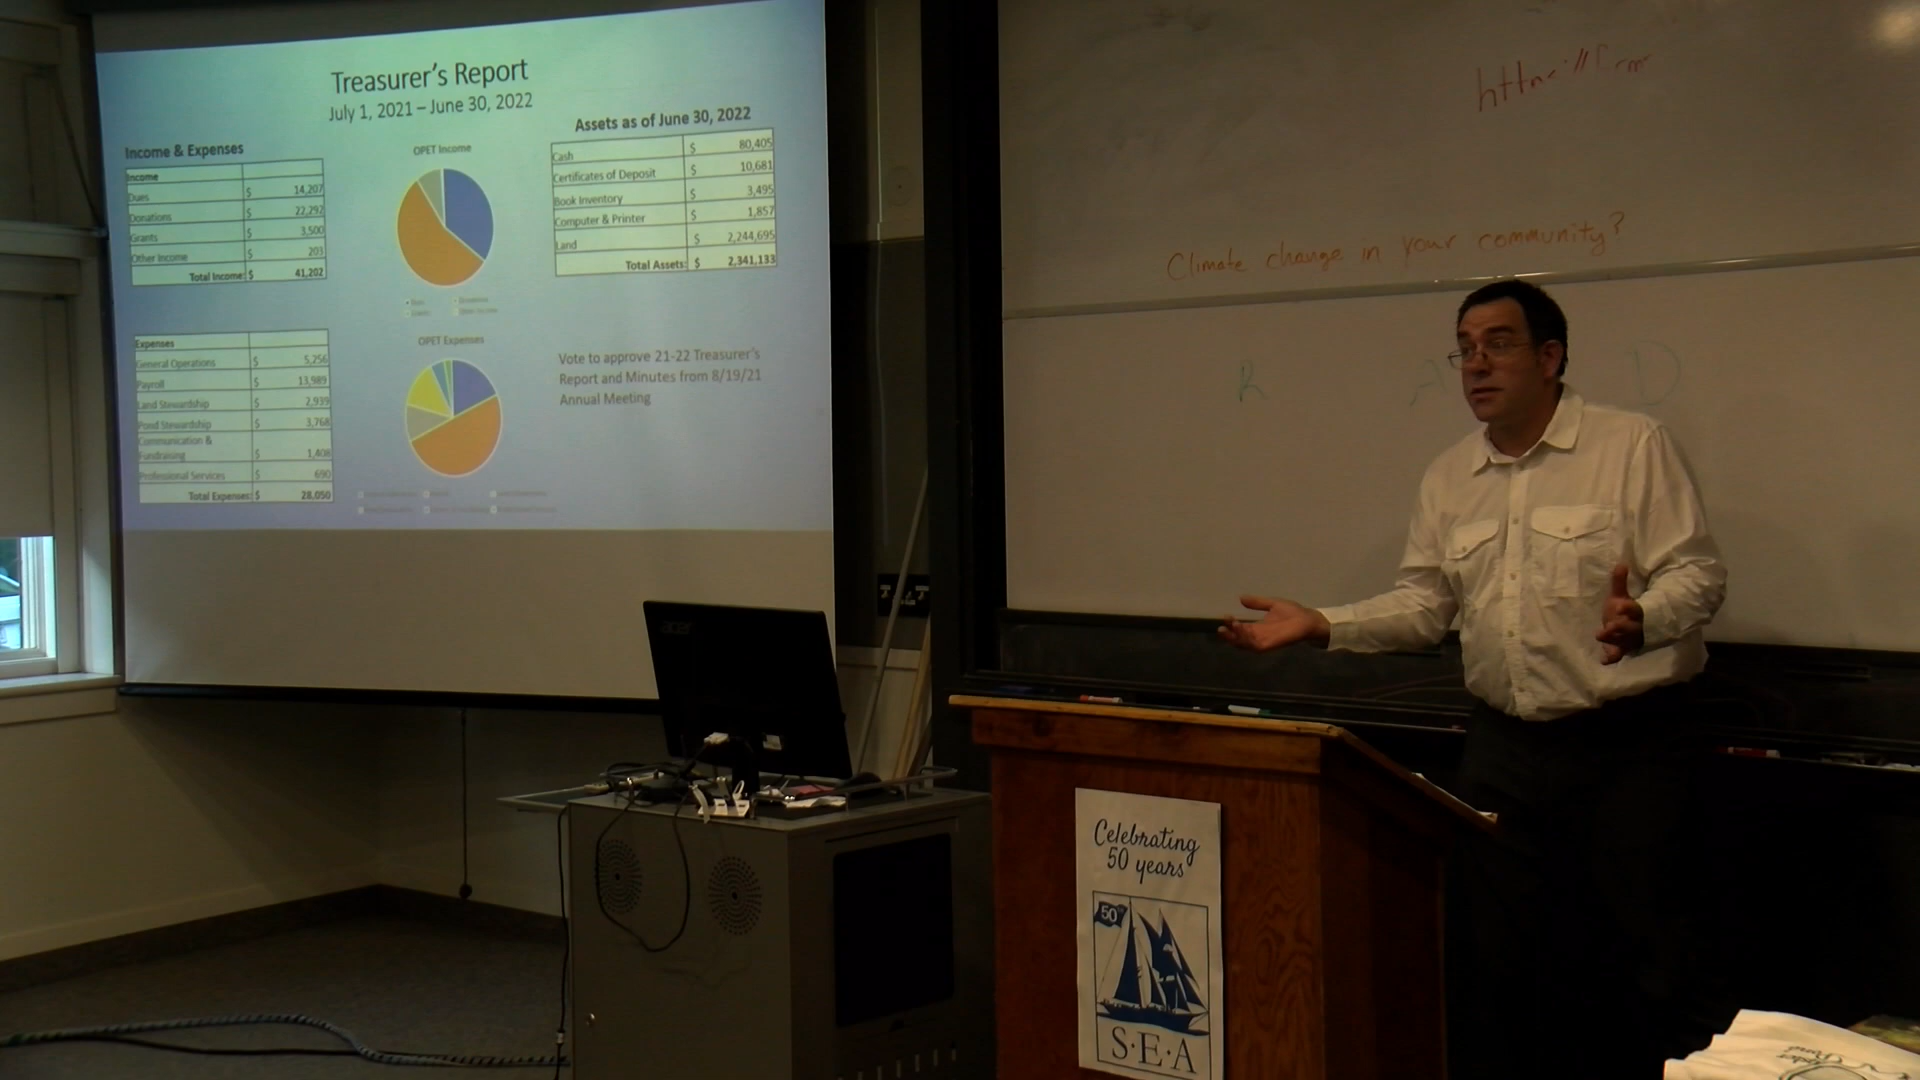 Treasurer's Report
July 1, 2021 – June 30, 2022
Income & Expenses
Income
Dues $ 14,207
Donations $ 22,292
Grants $ 3,500
Other Income $ 203
Total Income: $ 41,202
OPET Income
Assets as of June 30, 2022
Cash $ 80,405
Certificates of Deposit $ 10,681
Book Inventory $ 3,495
Computer & Printer $ 1,857
Land $ 2,244,695
Total Assets: $ 2,341,133
Expenses
General Operations $ 5,256
Payroll $ 13,989
Land Stewardship $ 2,939
Pond Stewardship $ 3,768
Communication &
Fundraising $ 1,408
Professional Services $ 690
Total Expenses: $ 28,050
OPET Expenses
Vote to approve 21-22 Treasurer's
Report and Minutes from 8/19/21
Annual Meeting
Climate change in your community?
R A D
acer
Celebrating
50 years
50
S·E·A
Pond